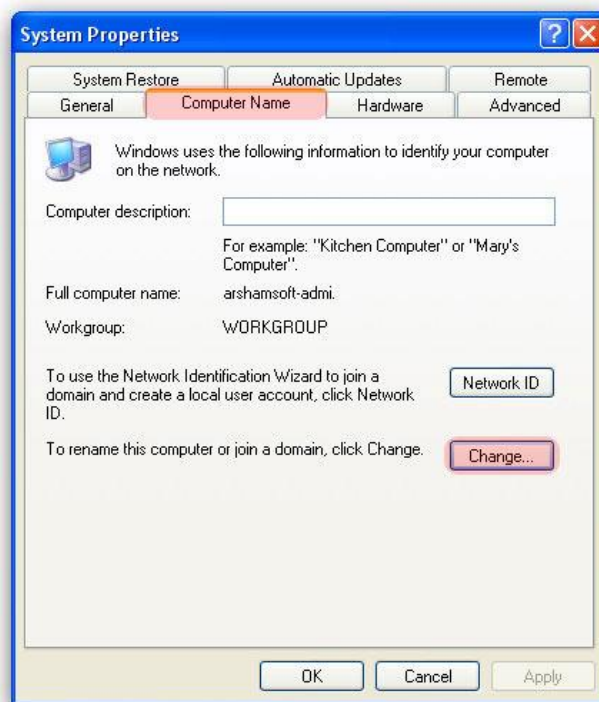 System Properties
System Restore
Automatic Updates
Remote
General
Computer Name
Hardware
Advanced
Windows uses the following information to identify your computer
on the network.
Computer description:
For example: "Kitchen Computer" or "Mary's
Computer".
Full computer name:
arshamsoft-admi.
Workgroup:
WORKGROUP
To use the Network Identification Wizard to join a
domain and create a local user account, click Network
ID.
Network ID
To rename this computer or join a domain, click Change.
Change...
OK
Cancel
Apply